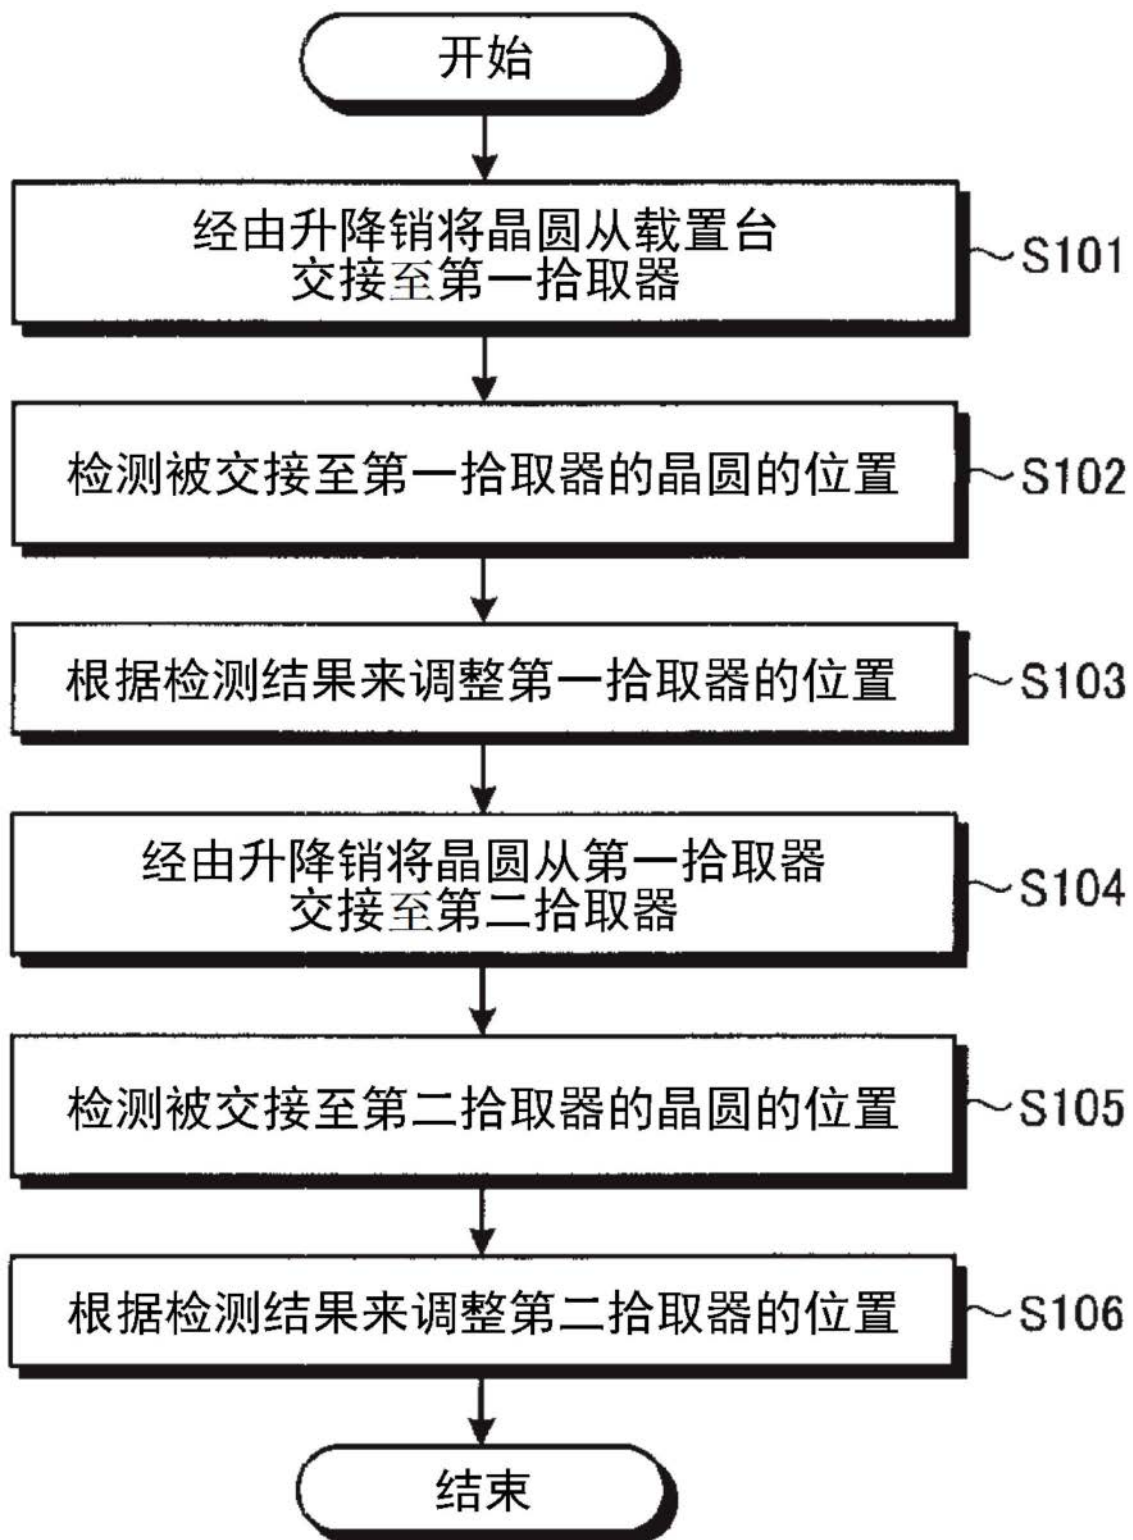 开始
经由升降销将晶圆从载置台
交接至第一拾取器
S101
检测被交接至第一拾取器的晶圆的位置
S102
根据检测结果来调整第一拾取器的位置
S103
经由升降销将晶圆从第一拾取器
交接至第二拾取器
S104
检测被交接至第二拾取器的晶圆的位置
S105
根据检测结果来调整第二拾取器的位置
S106
结束